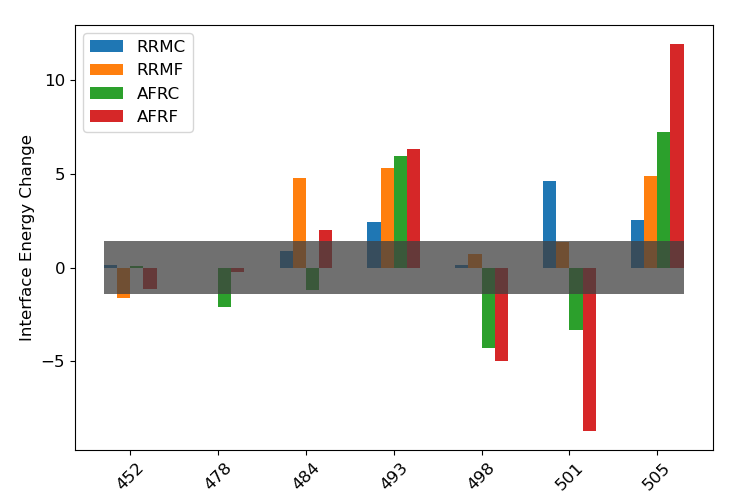 RRMC
RRMF
AFRC
AFRF
Interface Energy Change
10
5
0
−5
452
478
484
493
498
501
505